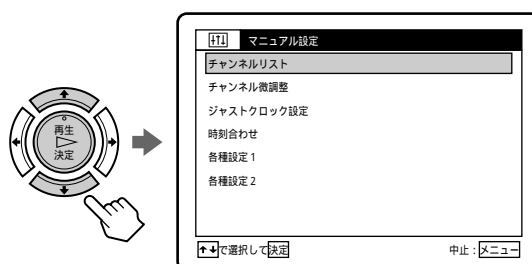 再生
決定
マニュアル設定
チャンネルリスト
チャンネル微調整
ジャストクロック設定
時刻合わせ
各種設定1
各種設定2
↑↓で選択して決定
中止:メニュー